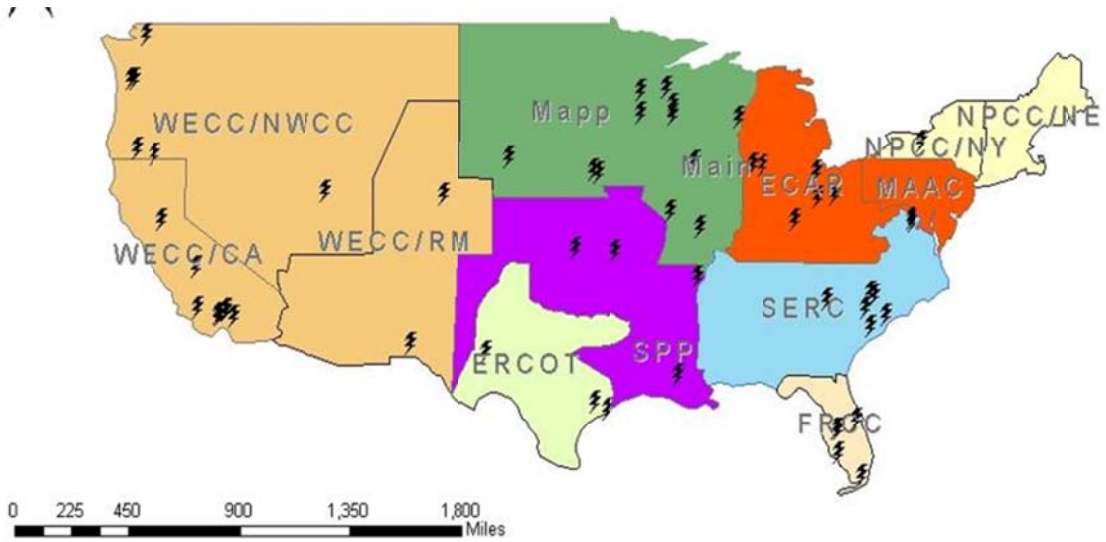 NPCC/NE
WECC/NWCC
Mapp
NPCC/NY
Main
ECAR
MAAC
WECC/CA
WECC/RM
SERC
ERCOT
SPP
FRCC
0 225 450 900 1,350 1,800
Miles